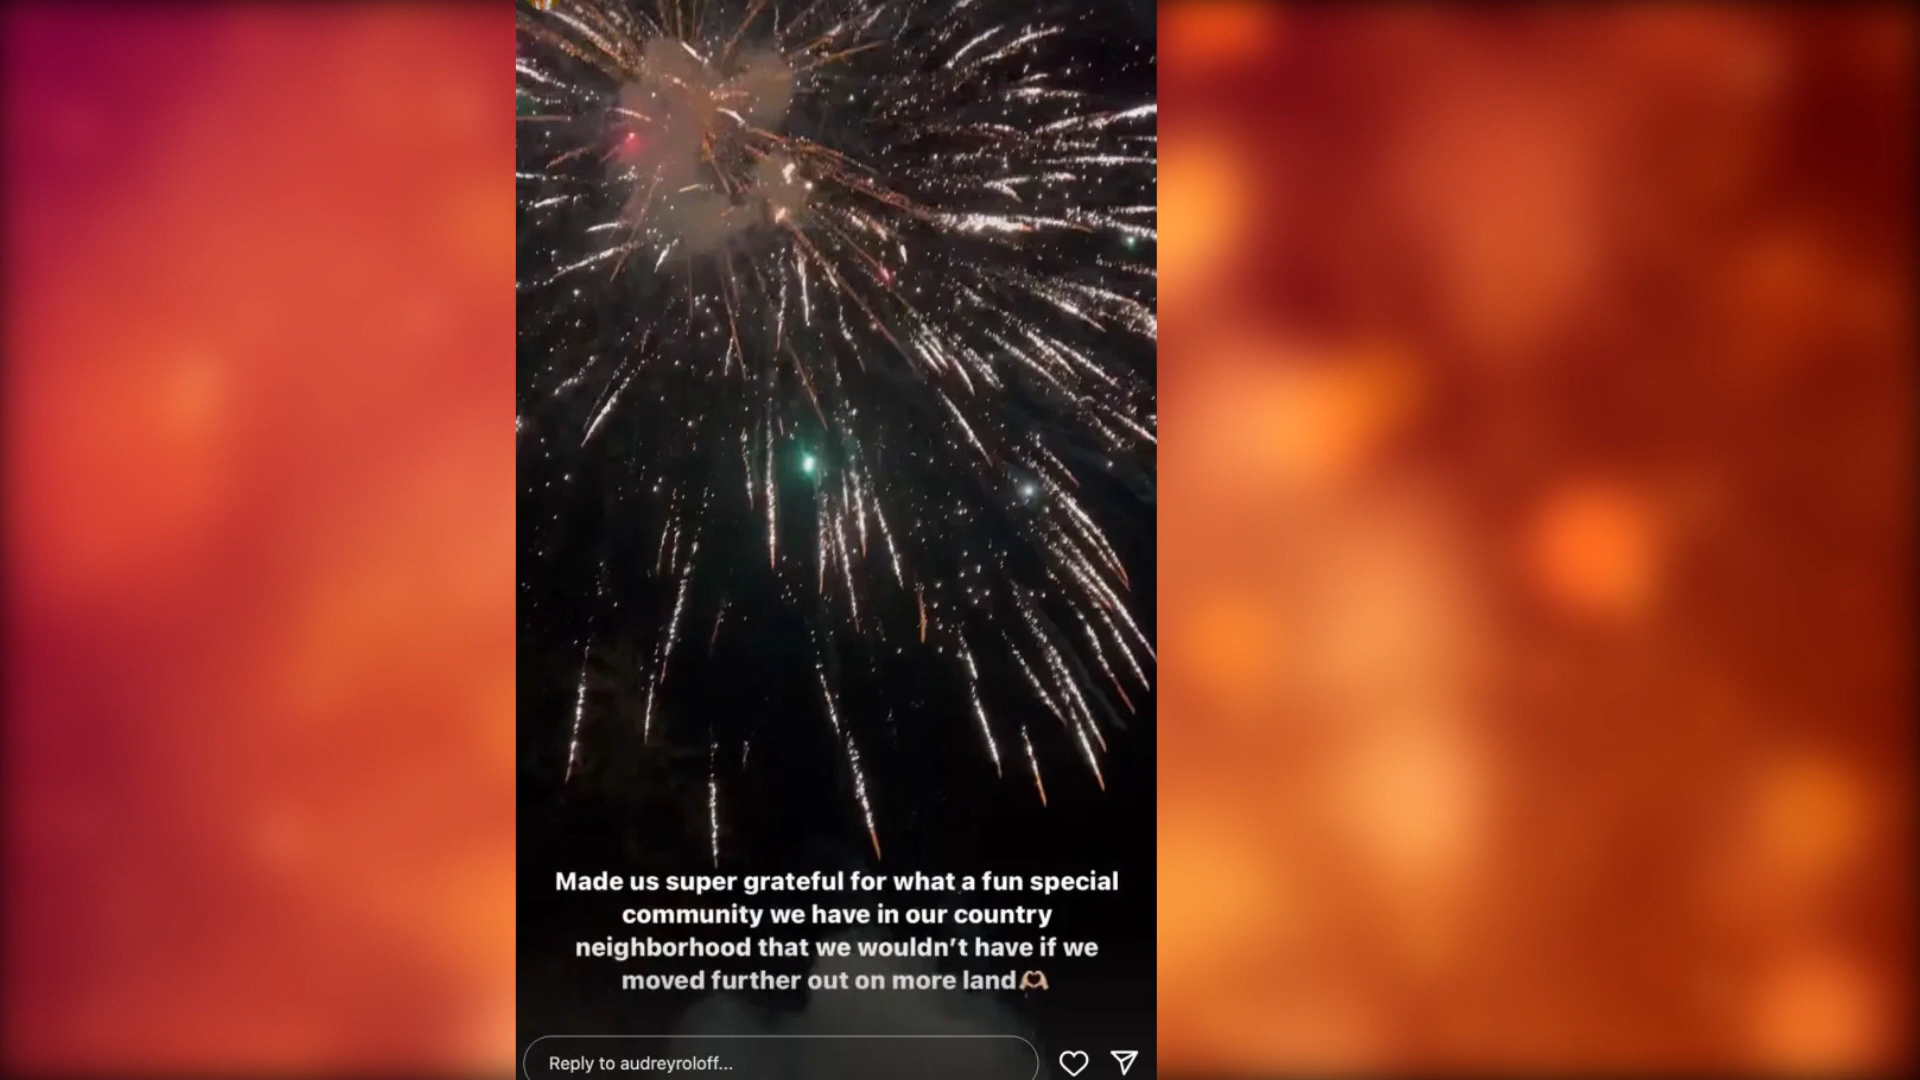 Made us super grateful for what a fun special
community we have in our country
neighborhood that we wouldn't have if we
moved further out on more land🫶🏼
Reply to audreyroloff...